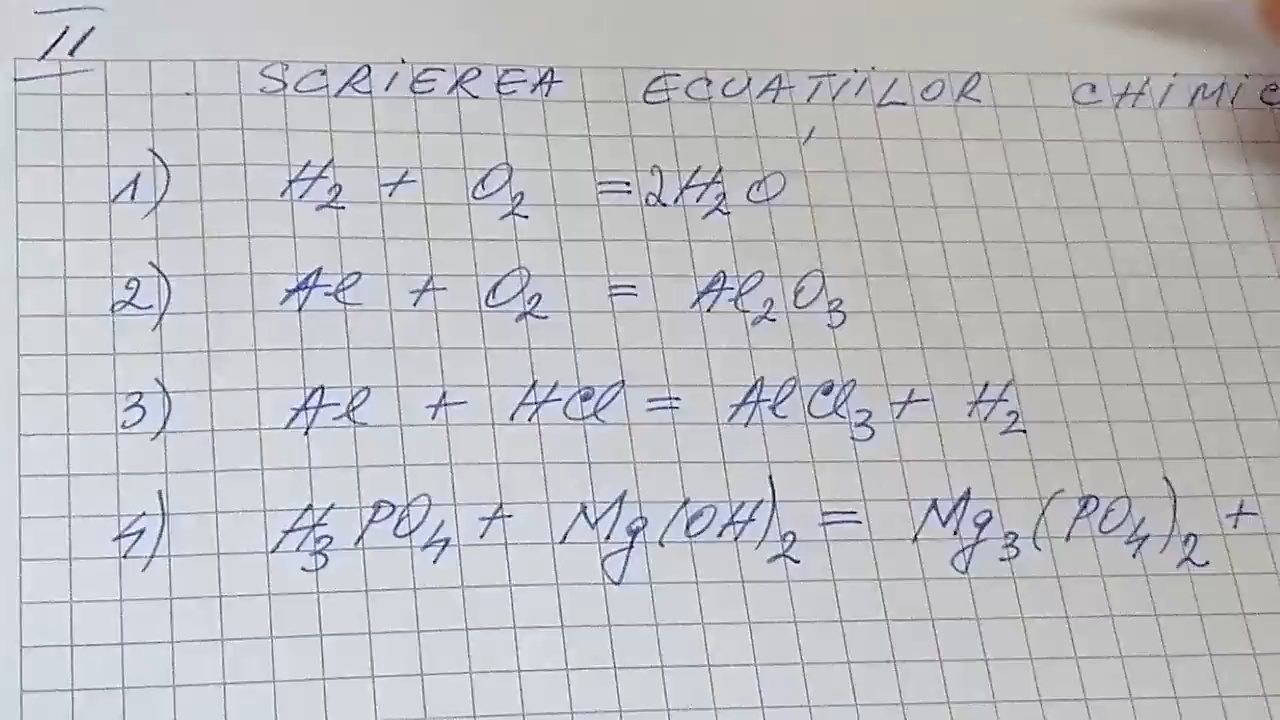 II
SCRIEREA ECUAȚIILOR CHIMIC
1) H₂ + O₂ = 2H₂O
2) Al + O₂ = Al₂O₃
3) Al + HCl = AlCl₃ + H₂
4) H₃PO₄ + Mg(OH)₂ = Mg₃(PO₄)₂ +